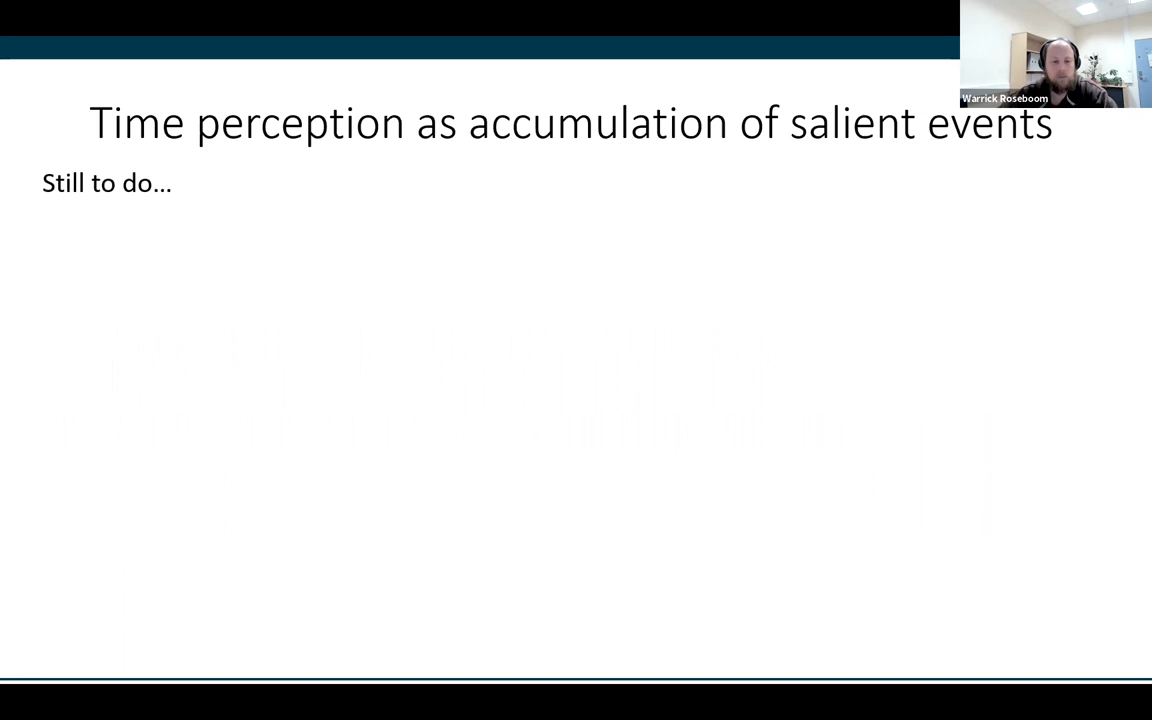 Warrick Roseboom
Time perception as accumulation of salient events
Still to do...